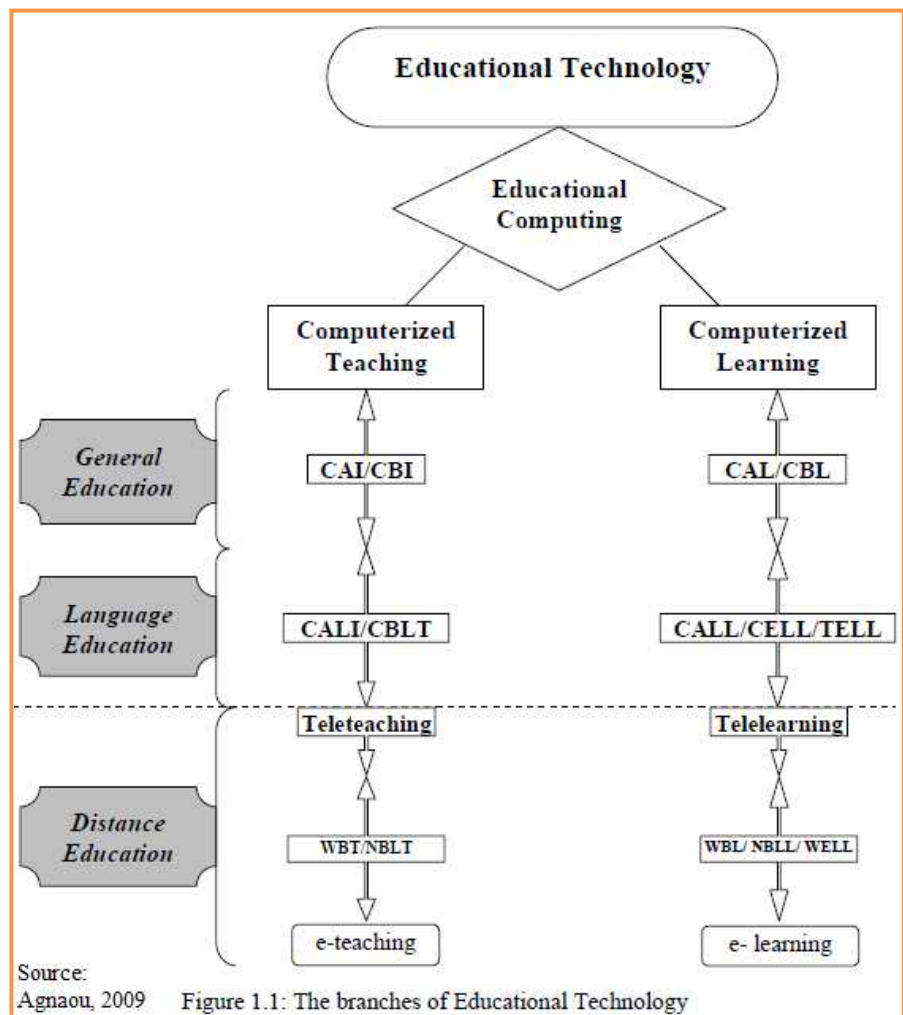 Educational Technology
Educational
Computing
Computerized
Teaching
Computerized
Learning
General
Education
CAI/CBI
CAL/CBL
Language
Education
CALI/CBLT
CALL/CELL/TELL
Teleteaching
Telelearning
Distance
Education
WBT/NBLT
WBL/ NBLL/ WELL
e-teaching
e- learning
Source:
Agnaou, 2009
Figure 1.1: The branches of Educational Technology